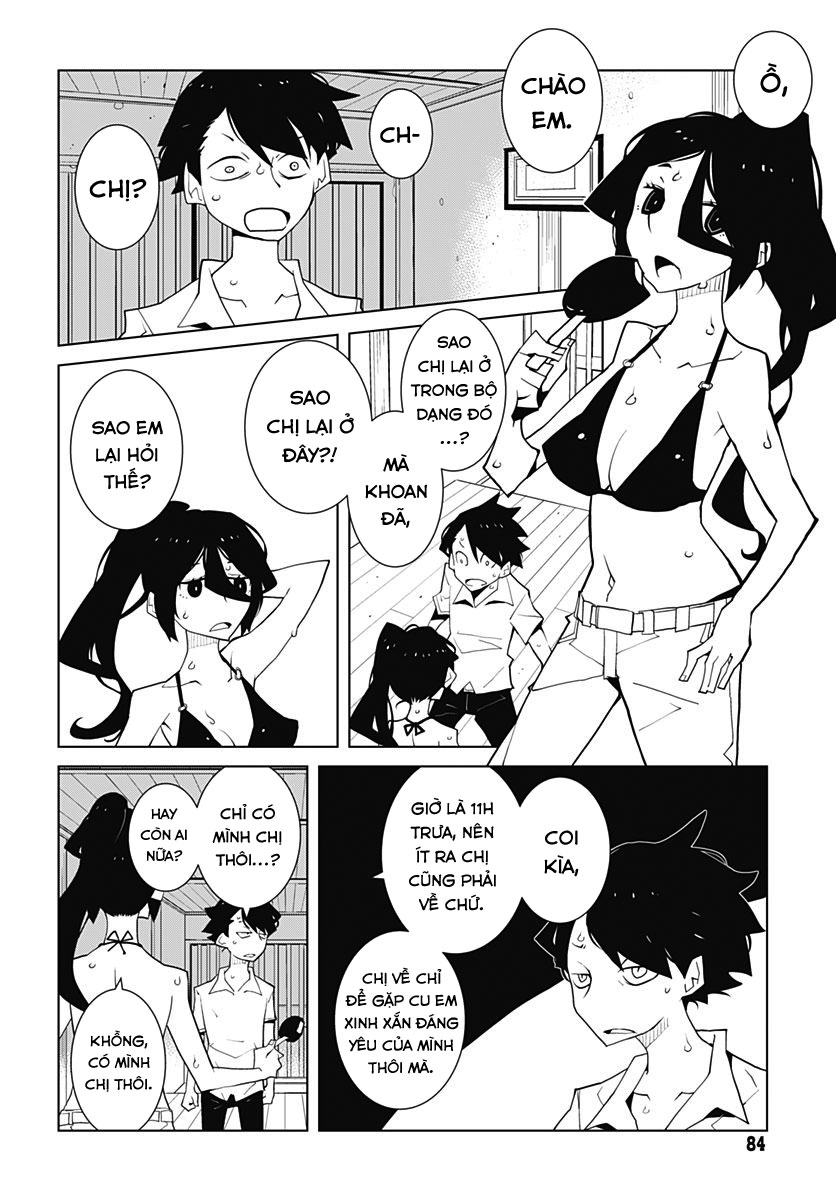 Ồ,
CHÀO
EM.
CH-
CHỊ?
SAO
CHỊ LẠI Ở
TRONG BỘ
DẠNG ĐÓ
...?
MÀ
KHOAN
ĐÃ,
SAO
CHỊ LẠI Ở
ĐÂY?!
SAO EM
LẠI HỎI
THẾ?
COI
KÌA,
GIỜ LÀ 11H
TRƯA, NÊN
ÍT RA CHỊ
CŨNG PHẢI
VỀ CHỨ.
CHỊ VỀ CHỈ
ĐỂ GẶP CU EM
XINH XẮN ĐÁNG
YÊU CỦA MÌNH
THÔI MÀ.
CHỈ CÓ
MÌNH CHỊ
THÔI...?
HAY
CÒN AI
NỮA?
KHỒNG,
CÓ MÌNH
CHỊ THÔI.
84